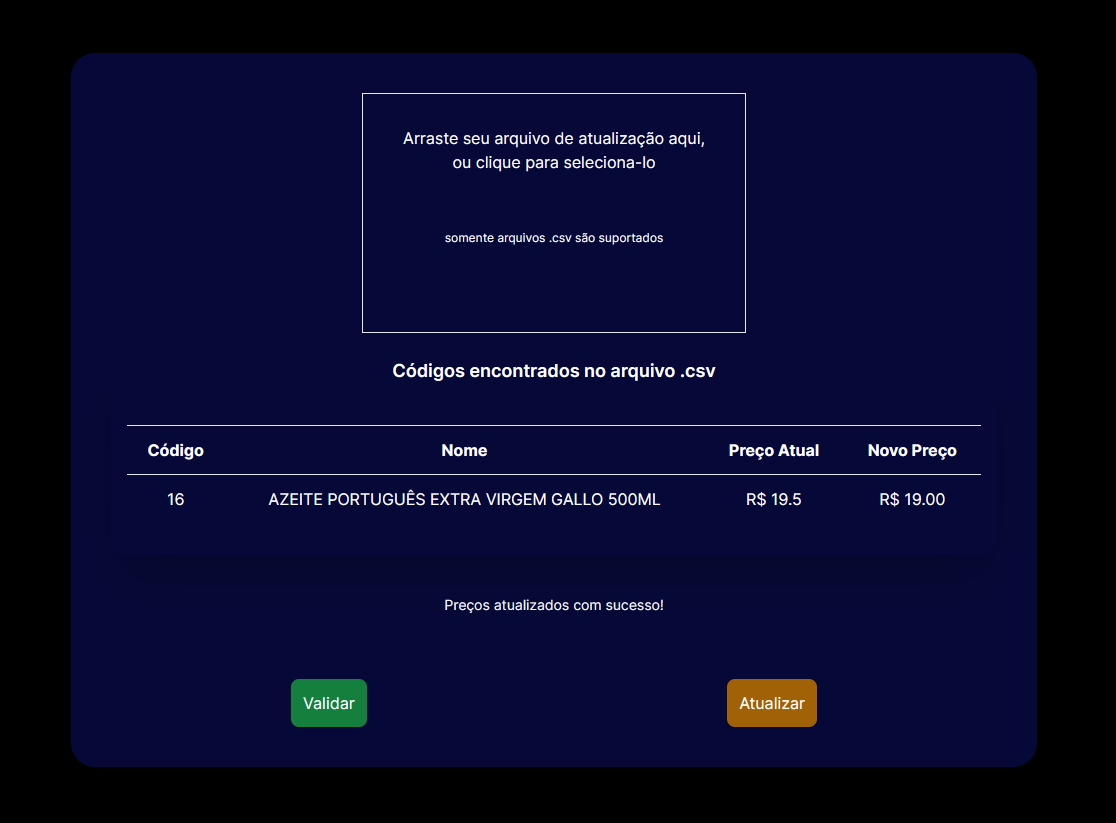 Arraste seu arquivo de atualização aqui,
ou clique para seleciona-lo
somente arquivos .csv são suportados
Códigos encontrados no arquivo .csv
Código Nome Preço Atual Novo Preço
16 AZEITE PORTUGUÊS EXTRA VIRGEM GALLO 500ML R$ 19.5 R$ 19.00
Preços atualizados com sucesso!
Validar Atualizar